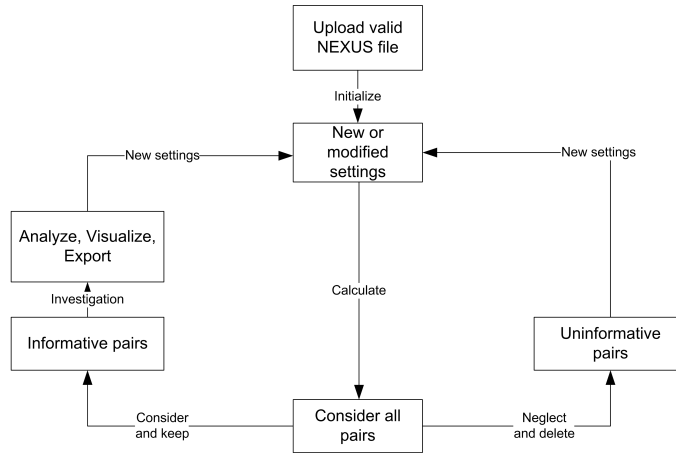 Upload valid
NEXUS file
Initialize
New or
modified
settings
New settings
New settings
Analyze, Visualize,
Export
Calculate
Investigation
Informative pairs
Uninformative
pairs
Consider
and keep
Consider all
pairs
Neglect
and delete